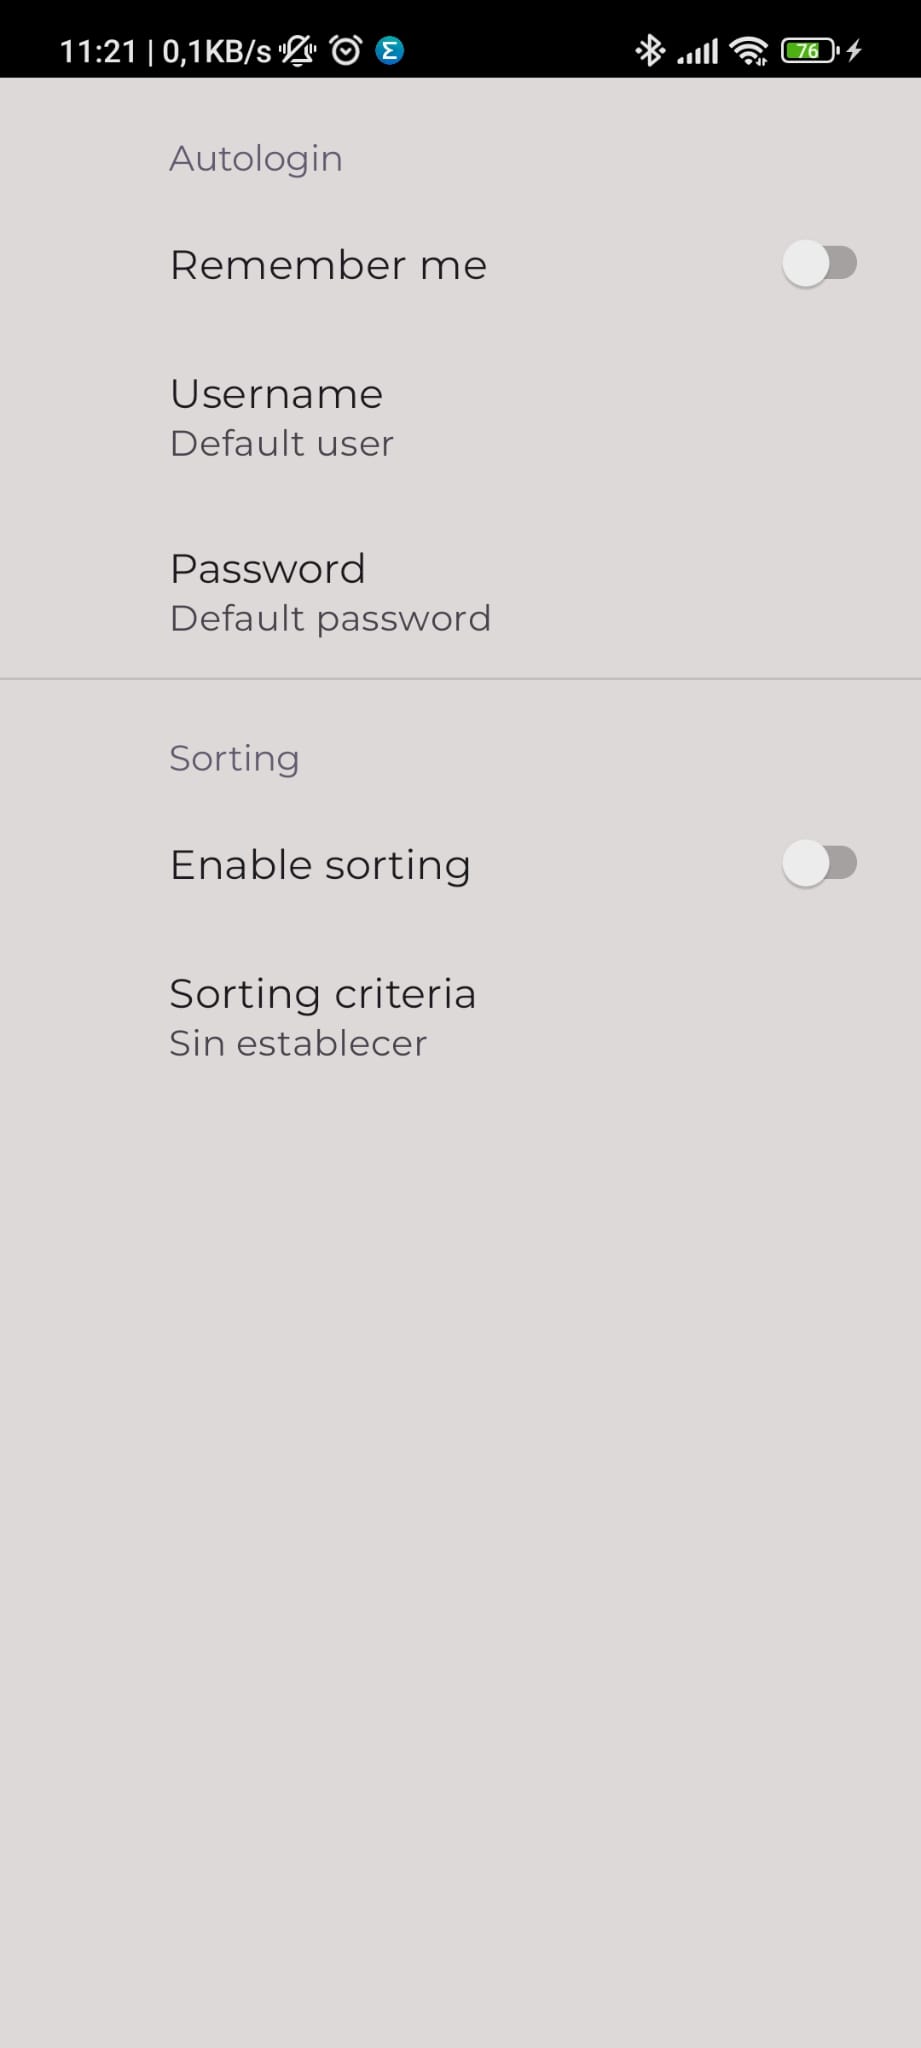 11:21 | 0,1KB/s Σ 76
Autologin
Remember me
Username
Default user
Password
Default password
Sorting
Enable sorting
Sorting criteria
Sin establecer